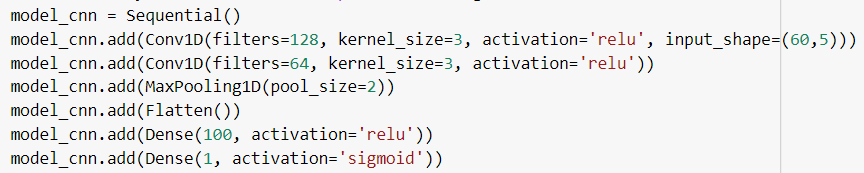 model_cnn = Sequential()
model_cnn.add(Conv1D(filters=128, kernel_size=3, activation='relu', input_shape=(60,5)))
model_cnn.add(Conv1D(filters=64, kernel_size=3, activation='relu'))
model_cnn.add(MaxPooling1D(pool_size=2))
model_cnn.add(Flatten())
model_cnn.add(Dense(100, activation='relu'))
model_cnn.add(Dense(1, activation='sigmoid'))